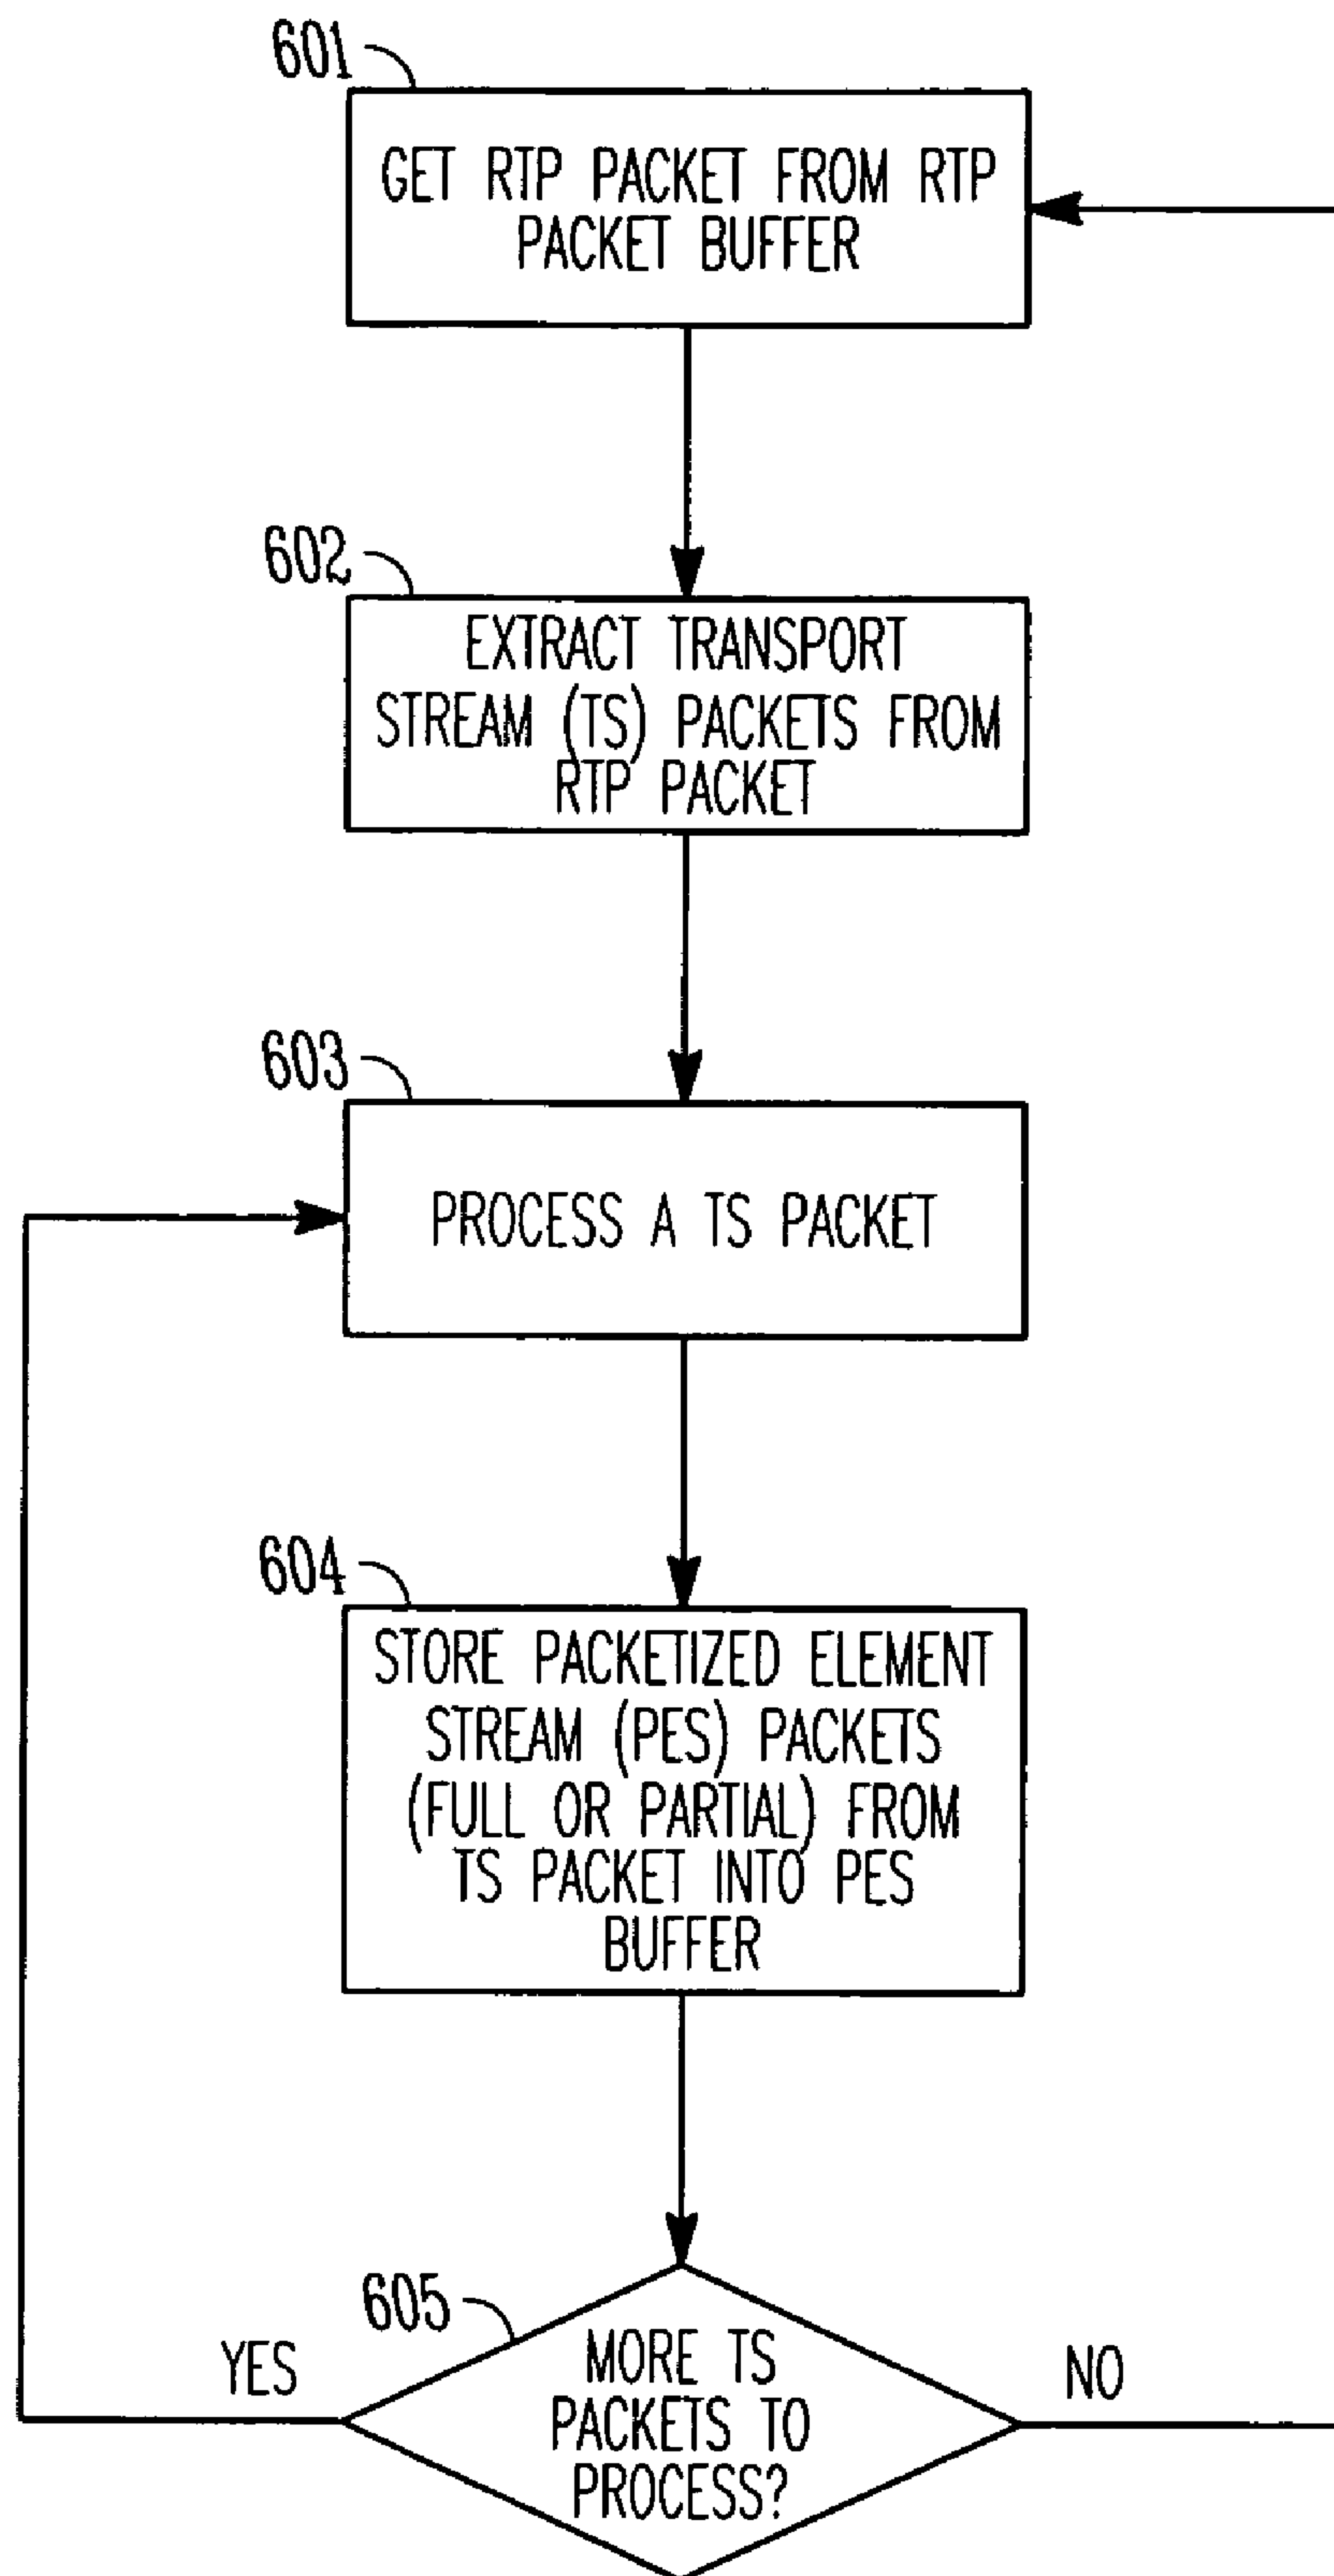 601
GET RTP PACKET FROM RTP
PACKET BUFFER
602
EXTRACT TRANSPORT
STREAM (TS) PACKETS FROM
RTP PACKET
603
PROCESS A TS PACKET
604
STORE PACKETIZED ELEMENT
STREAM (PES) PACKETS
(FULL OR PARTIAL) FROM
TS PACKET INTO PES
BUFFER
605
YES
MORE TS
PACKETS TO
PROCESS?
NO